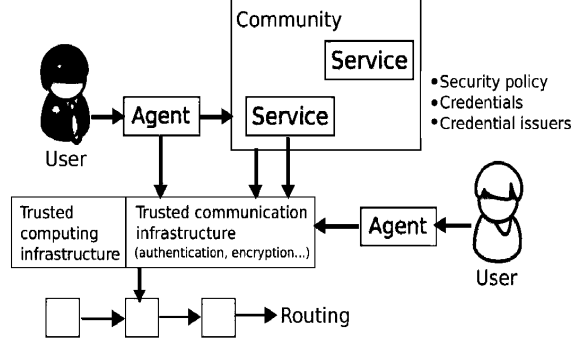 Community
Service
• Security policy
• Credentials
• Credential issuers
Agent
Service
User
Trusted
computing
infrastructure
Trusted communication
infrastructure
(authentication, encryption...)
Agent
User
Routing